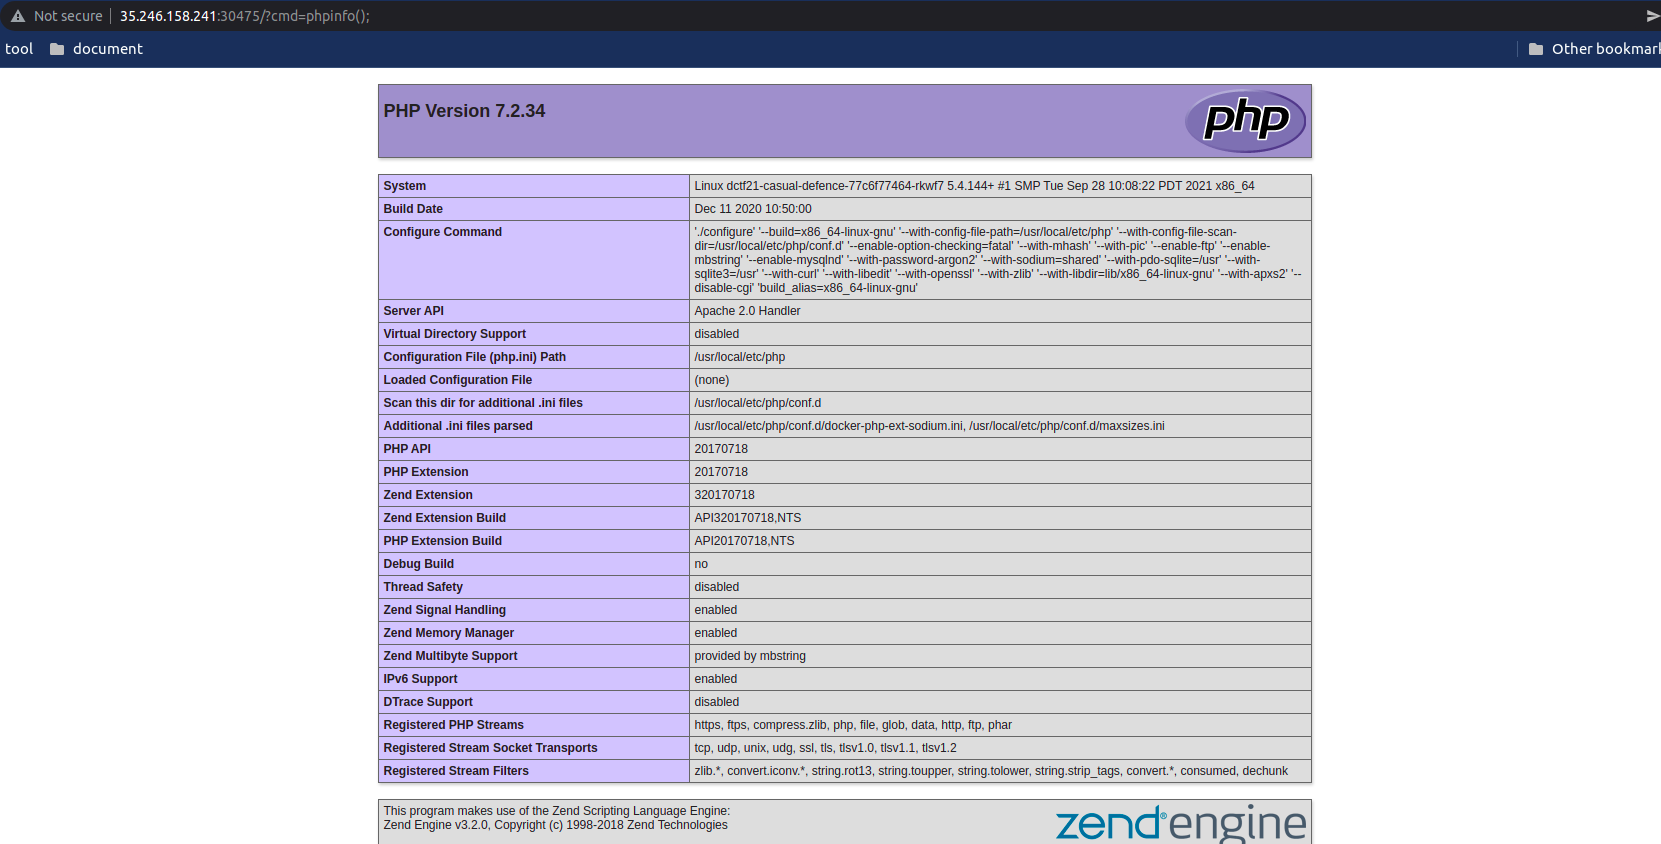 Not secure | 35.246.158.241:30475/?cmd=phpinfo();
tool document Other bookmark
PHP Version 7.2.34 php
System Linux dctf21-casual-defence-77c6f77464-rkwf7 5.4.144+ #1 SMP Tue Sep 28 10:08:22 PDT 2021 x86_64
Build Date Dec 11 2020 10:50:00
Configure Command './configure' '--build=x86_64-linux-gnu' '--with-config-file-path=/usr/local/etc/php' '--with-config-file-scan-
dir=/usr/local/etc/php/conf.d' '--enable-option-checking=fatal' '--with-mhash' '--with-pic' '--enable-ftp' '--enable-
mbstring' '--enable-mysqlnd' '--with-password-argon2' '--with-sodium=shared' '--with-pdo-sqlite=/usr' '--with-
sqlite3=/usr' '--with-curl' '--with-libedit' '--with-openssl' '--with-zlib' '--with-libdir=lib/x86_64-linux-gnu' '--with-apxs2' '--
disable-cgi' 'build_alias=x86_64-linux-gnu'
Server API Apache 2.0 Handler
Virtual Directory Support disabled
Configuration File (php.ini) Path /usr/local/etc/php
Loaded Configuration File (none)
Scan this dir for additional .ini files /usr/local/etc/php/conf.d
Additional .ini files parsed /usr/local/etc/php/conf.d/docker-php-ext-sodium.ini, /usr/local/etc/php/conf.d/maxsizes.ini
PHP API 20170718
PHP Extension 20170718
Zend Extension 320170718
Zend Extension Build API320170718,NTS
PHP Extension Build API20170718,NTS
Debug Build no
Thread Safety disabled
Zend Signal Handling enabled
Zend Memory Manager enabled
Zend Multibyte Support provided by mbstring
IPv6 Support enabled
DTrace Support disabled
Registered PHP Streams https, ftps, compress.zlib, php, file, glob, data, http, ftp, phar
Registered Stream Socket Transports tcp, udp, unix, udg, ssl, tls, tlsv1.0, tlsv1.1, tlsv1.2
Registered Stream Filters zlib.*, convert.iconv.*, string.rot13, string.toupper, string.tolower, string.strip_tags, convert.*, consumed, dechunk
This program makes use of the Zend Scripting Language Engine:
Zend Engine v3.2.0, Copyright (c) 1998-2018 Zend Technologies
zend® engine